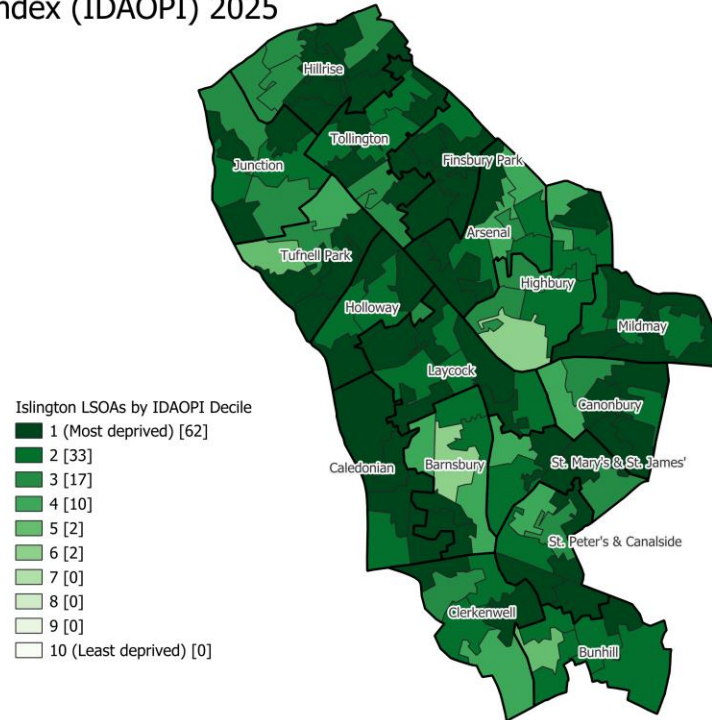 ndex (IDAOPI) 2025
Hillrise
Tollington
Finsbury Park
Junction
Arsenal
Tufnell Park
Highbury
Holloway
Mildmay
Laycock
Islington LSOAs by IDAOPI Decile
1 (Most deprived) [62]
2 [33]
3 [17]
4 [10]
5 [2]
6 [2]
7 [0]
8 [0]
9 [0]
10 (Least deprived) [0]
Canonbury
Caledonian
Barnsbury
St. Mary's & St. James'
St. Peter's & Canalside
Clerkenwell
Bunhill